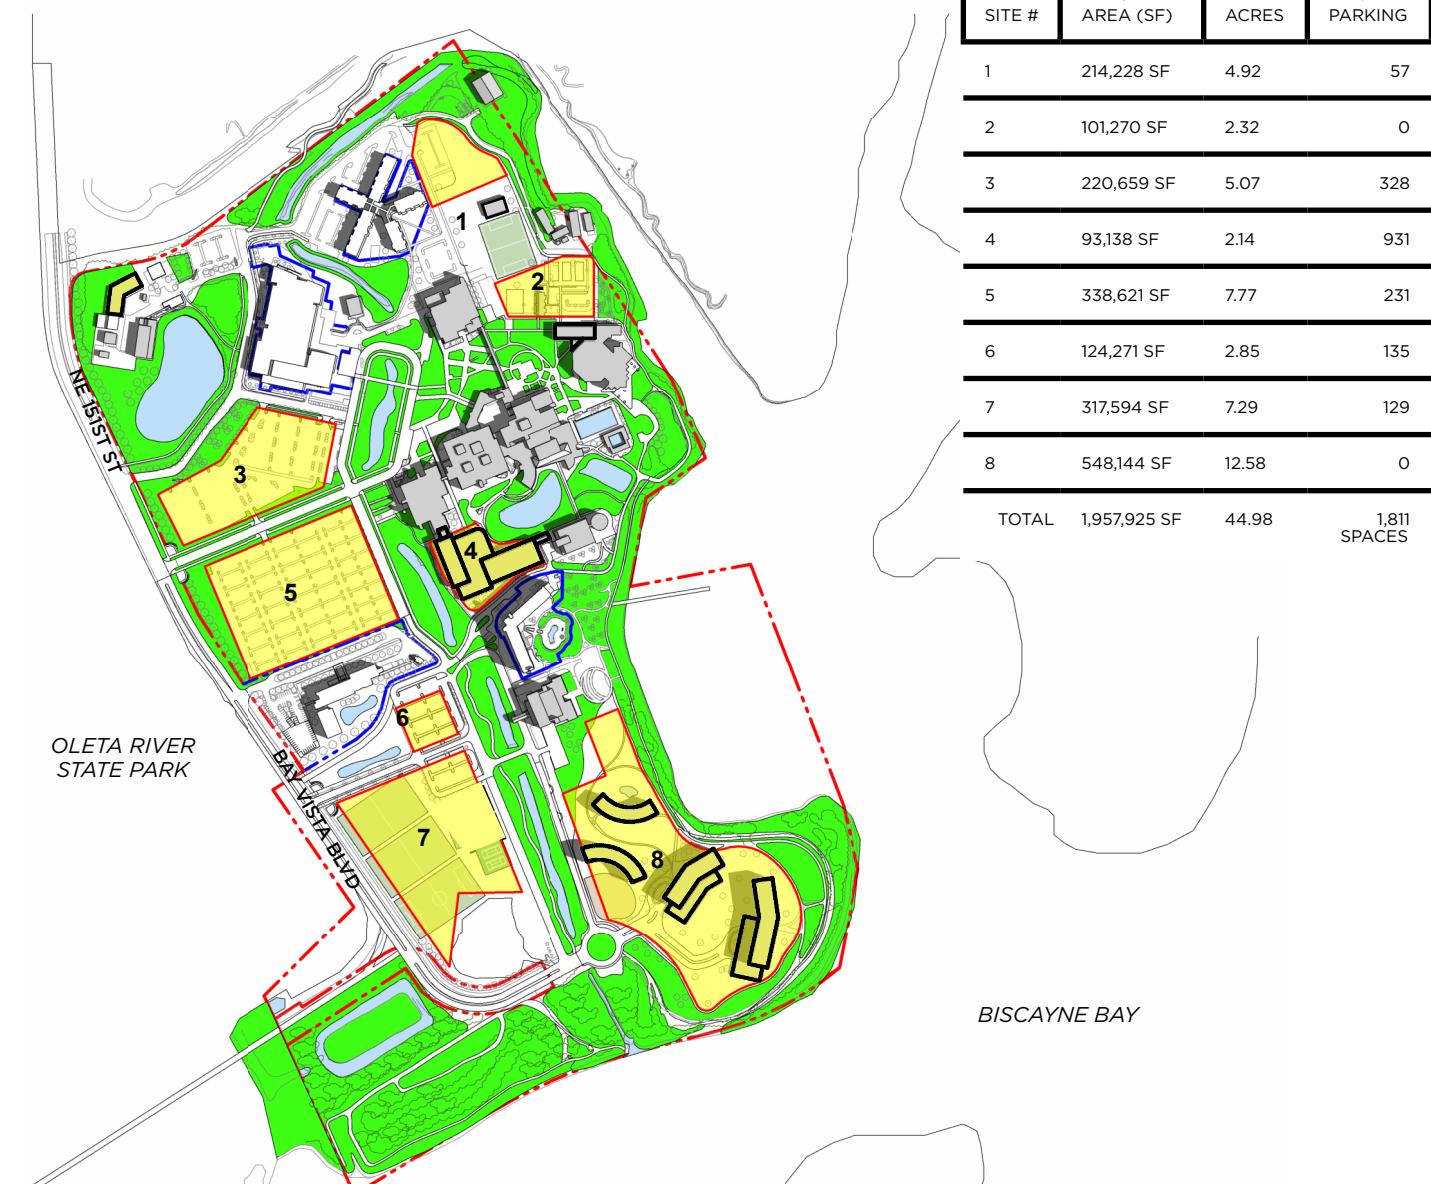 SITE # AREA (SF) ACRES PARKING
1 214,228 SF 4.92 57
2 101,270 SF 2.32 0
3 220,659 SF 5.07 328
4 93,138 SF 2.14 931
5 338,621 SF 7.77 231
6 124,271 SF 2.85 135
7 317,594 SF 7.29 129
8 548,144 SF 12.58 0
TOTAL 1,957,925 SF 44.98 1,811
SPACES
1
2
NE 151ST ST
3
4
5
6
OLETA RIVER
STATE PARK
BAY VISTA BLVD
7
8
BISCAYNE BAY